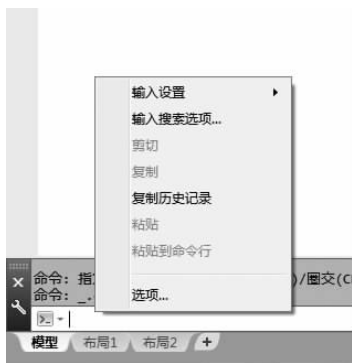 输入设置
输入搜索选项...
剪切
复制
复制历史记录
粘贴
粘贴到命令行
选项...
命令: 指
)/圈交(C
命令: _.
模型 布局1 布局2 +